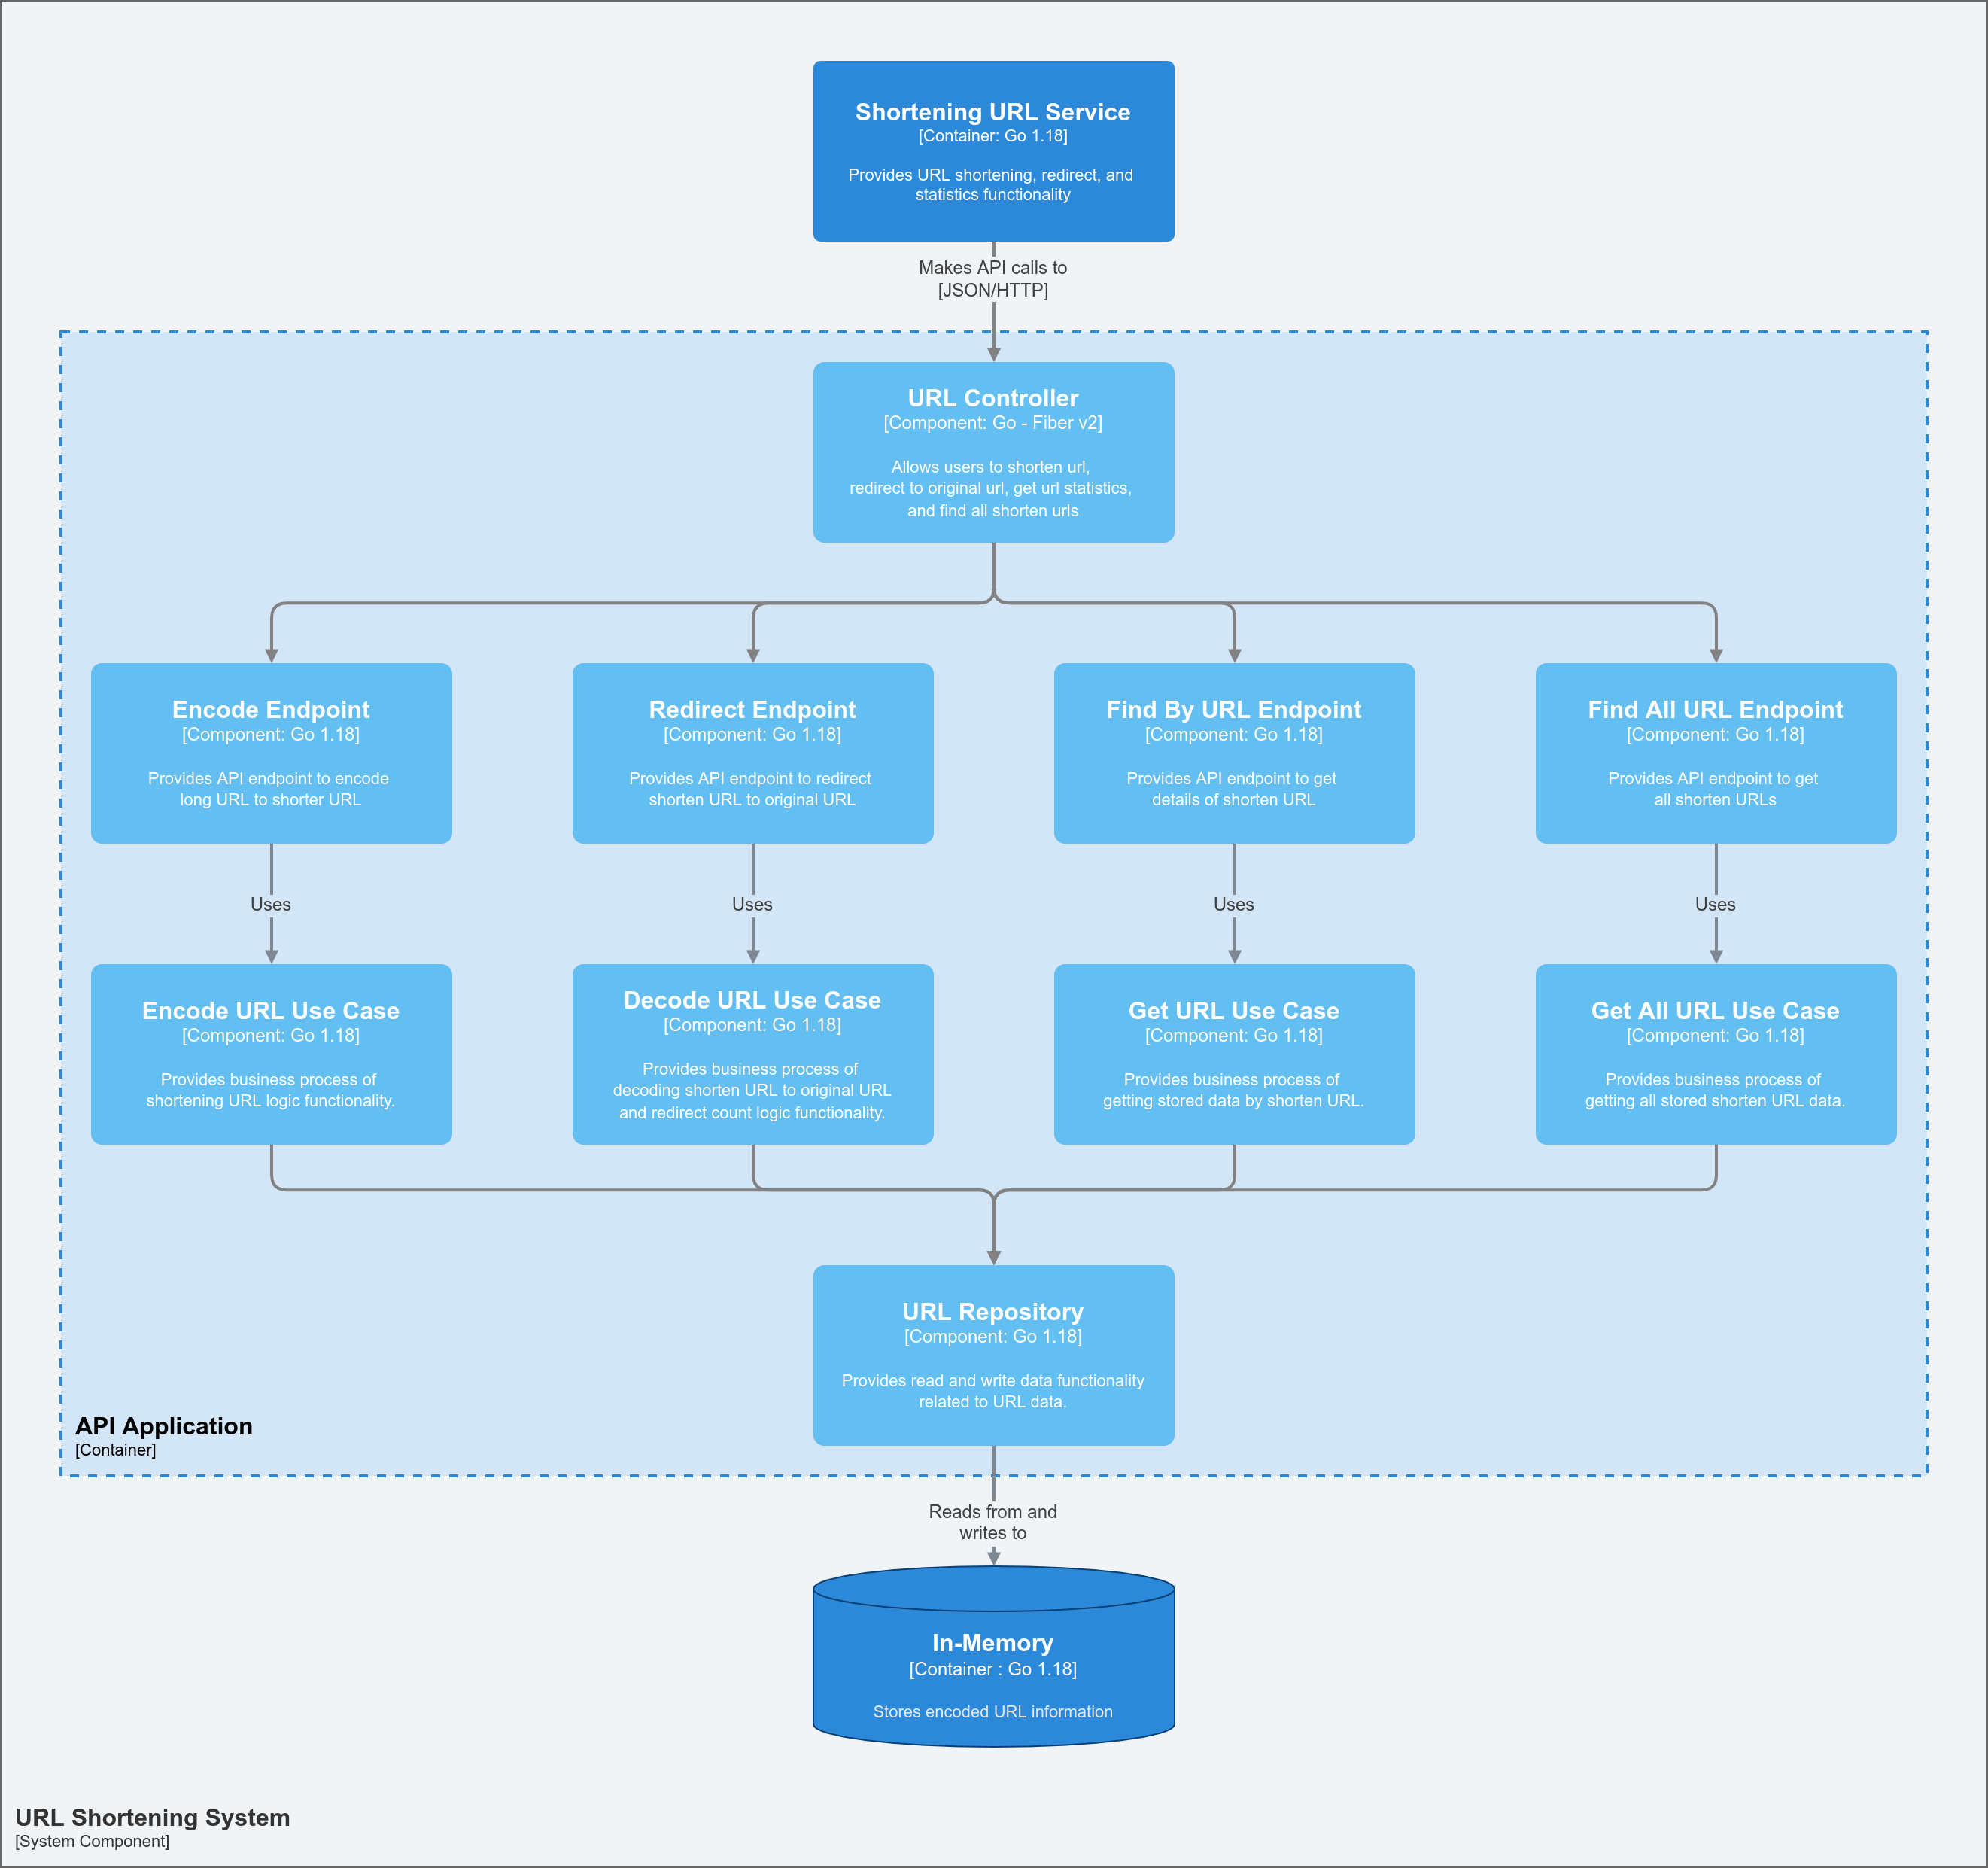 Shortening URL Service
[Container: Go 1.18]
Provides URL shortening, redirect, and
statistics functionality
Makes API calls to
[JSON/HTTP]
URL Controller
[Component: Go - Fiber v2]
Allows users to shorten url,
redirect to original url, get url statistics,
and find all shorten urls
Encode Endpoint
[Component: Go 1.18]
Provides API endpoint to encode
long URL to shorter URL
Redirect Endpoint
[Component: Go 1.18]
Provides API endpoint to redirect
shorten URL to original URL
Find By URL Endpoint
[Component: Go 1.18]
Provides API endpoint to get
details of shorten URL
Find All URL Endpoint
[Component: Go 1.18]
Provides API endpoint to get
all shorten URLs
Uses
Uses
Uses
Uses
Encode URL Use Case
[Component: Go 1.18]
Provides business process of
shortening URL logic functionality.
Decode URL Use Case
[Component: Go 1.18]
Provides business process of
decoding shorten URL to original URL
and redirect count logic functionality.
Get URL Use Case
[Component: Go 1.18]
Provides business process of
getting stored data by shorten URL.
Get All URL Use Case
[Component: Go 1.18]
Provides business process of
getting all stored shorten URL data.
URL Repository
[Component: Go 1.18]
Provides read and write data functionality
related to URL data.
API Application
[Container]
Reads from and
writes to
In-Memory
[Container : Go 1.18]
Stores encoded URL information
URL Shortening System
[System Component]